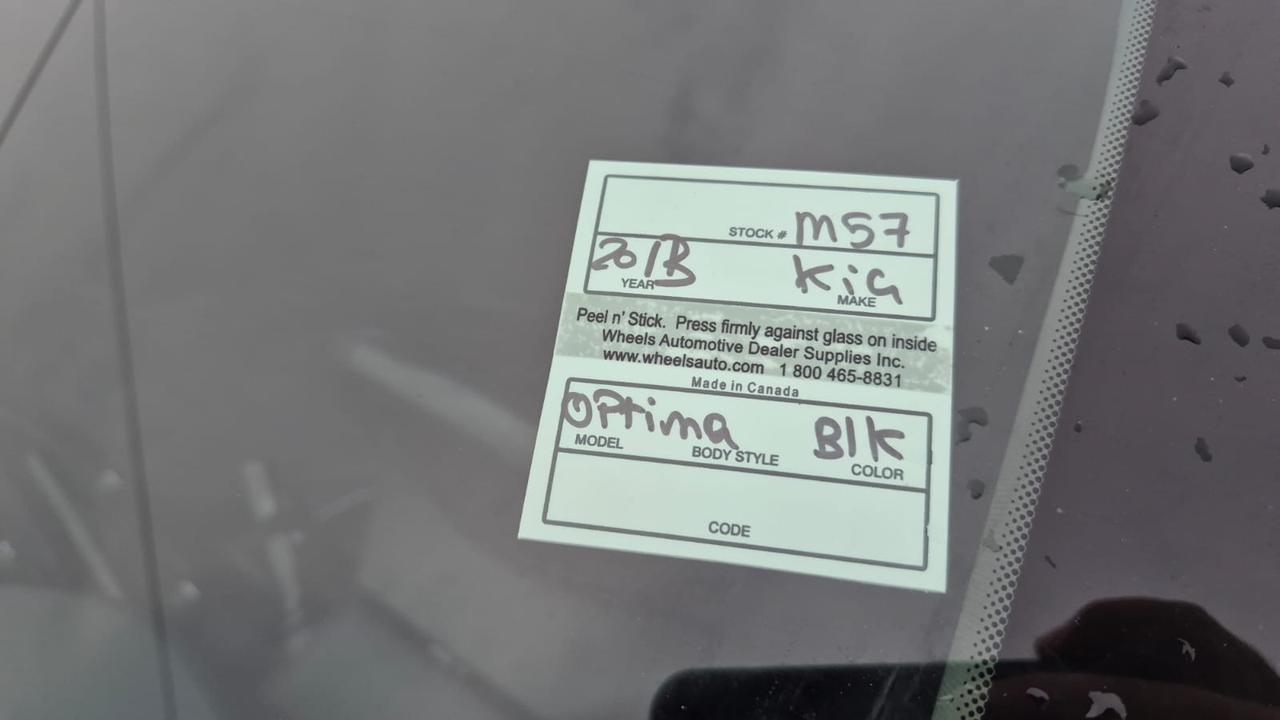 STOCK # M57
2013 Kia
YEAR MAKE
Peel n' Stick. Press firmly against glass on inside
Wheels Automotive Dealer Supplies Inc.
www.wheelsauto.com 1 800 465-8831
Made in Canada
OPtima Blk
MODEL BODY STYLE COLOR
CODE